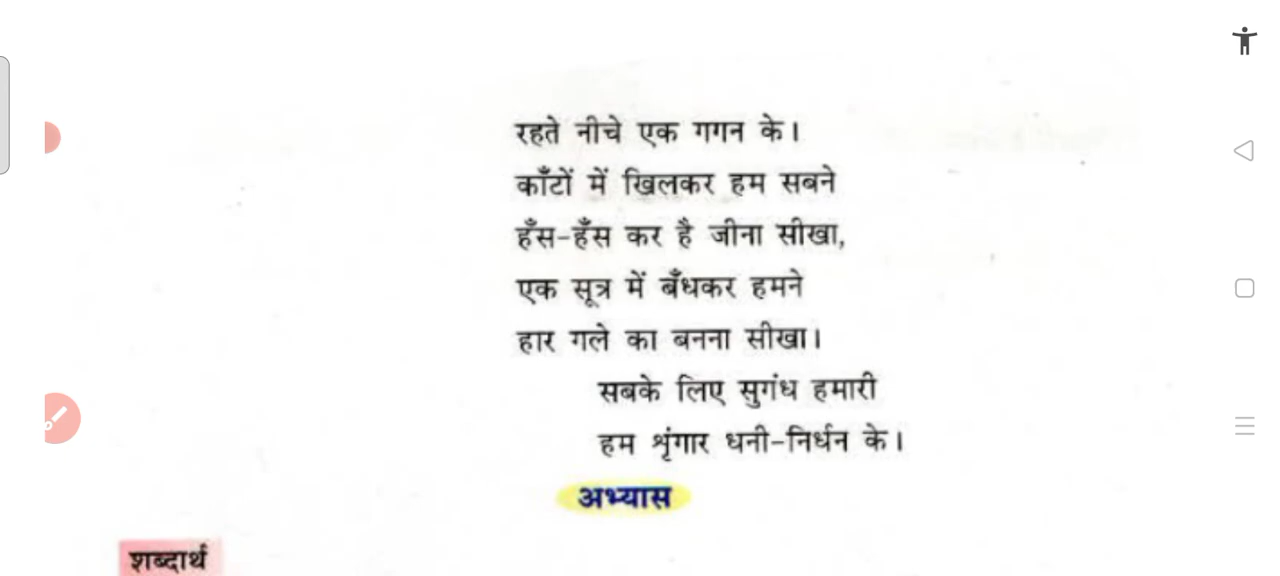 रहते नीचे एक गगन के।
काँटों में खिलकर हम सबने
हँस-हँस कर है जीना सीखा,
एक सूत्र में बँधकर हमने
हार गले का बनना सीखा।
सबके लिए सुगंध हमारी
हम शृंगार धनी-निर्धन के।
अभ्यास
शब्दार्थ